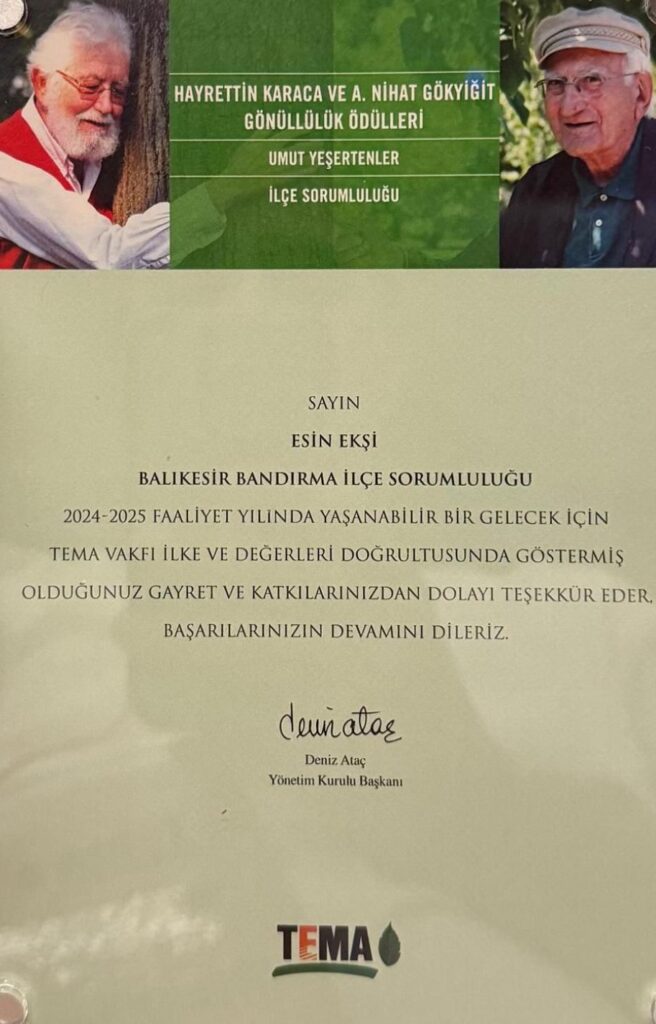 HAYRETTİN KARACA VE A. NİHAT GÖKYİĞİT
GÖNÜLLÜLÜK ÖDÜLLERİ
UMUT YEŞERTENLER
İLÇE SORUMLULUĞU
SAYIN
ESİN EKŞİ
BALIKESİR BANDIRMA İLÇE SORUMLULUĞU
2024-2025 FAALİYET YILINDA YAŞANABİLİR BİR GELECEK İÇİN
TEMA VAKFI İLKE VE DEĞERLERİ DOĞRULTUSUNDA GÖSTERMİŞ
OLDUĞUNUZ GAYRET VE KATKILARINIZDAN DOLAYI TEŞEKKÜR EDER,
BAŞARILARINIZIN DEVAMINI DİLERİZ.
deniz ataç
Deniz Ataç
Yönetim Kurulu Başkanı
TEMA